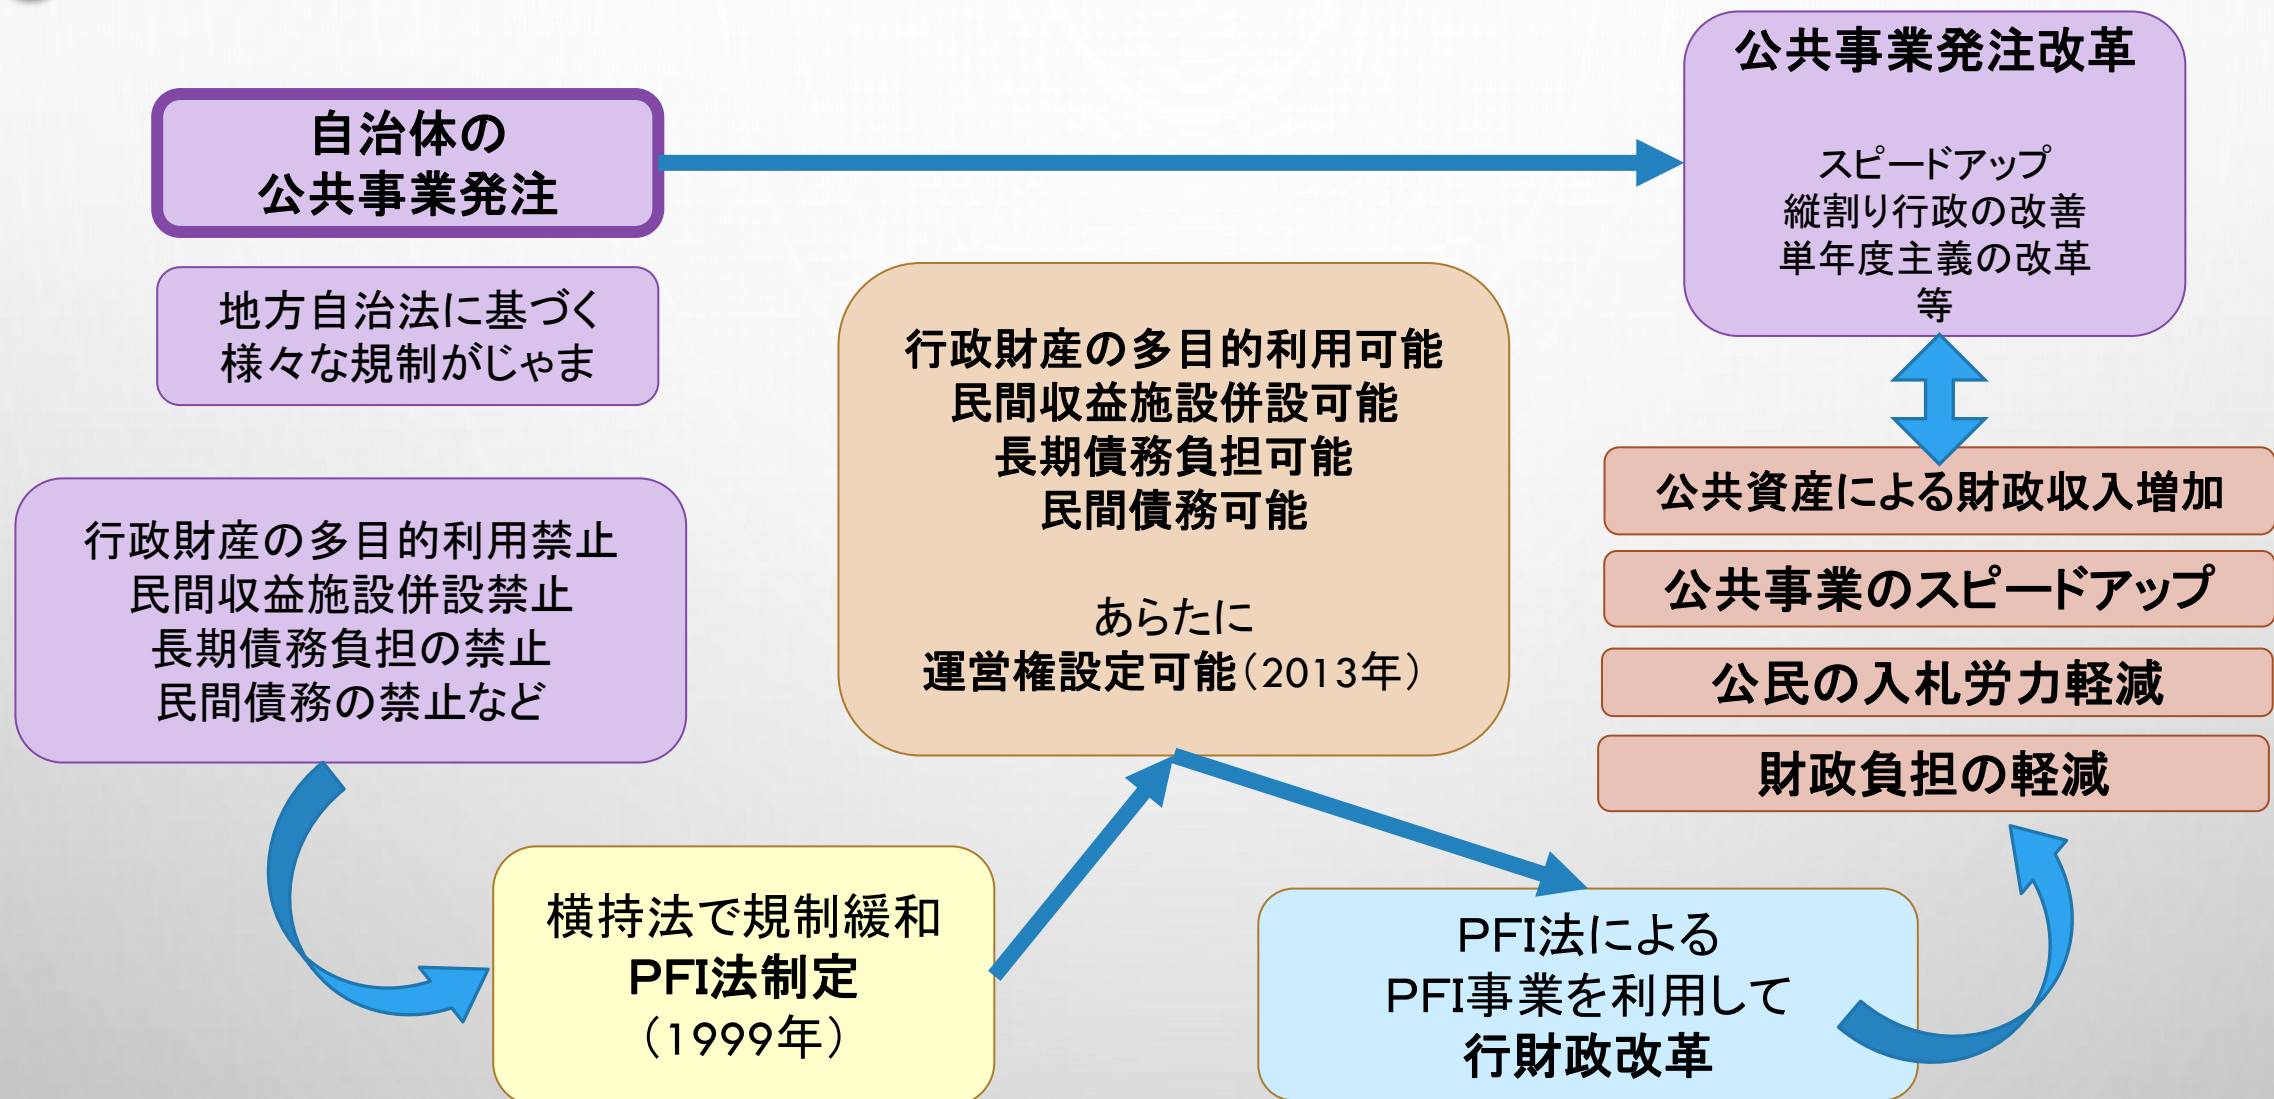 自治体の
公共事業発注
地方自治法に基づく
様々な規制がじゃま
行政財産の多目的利用禁止
民間収益施設併設禁止
長期債務負担の禁止
民間債務の禁止など
横持法で規制緩和
PFI法制定
（1999年）
行政財産の多目的利用可能
民間収益施設併設可能
長期債務負担可能
民間債務可能
あらたに
運営権設定可能（2013年）
PFI法による
PFI事業を利用して
行財政改革
公共事業発注改革
スピードアップ
縦割り行政の改善
単年度主義の改革
等
公共資産による財政収入増加
公共事業のスピードアップ
公民の入札労力軽減
財政負担の軽減